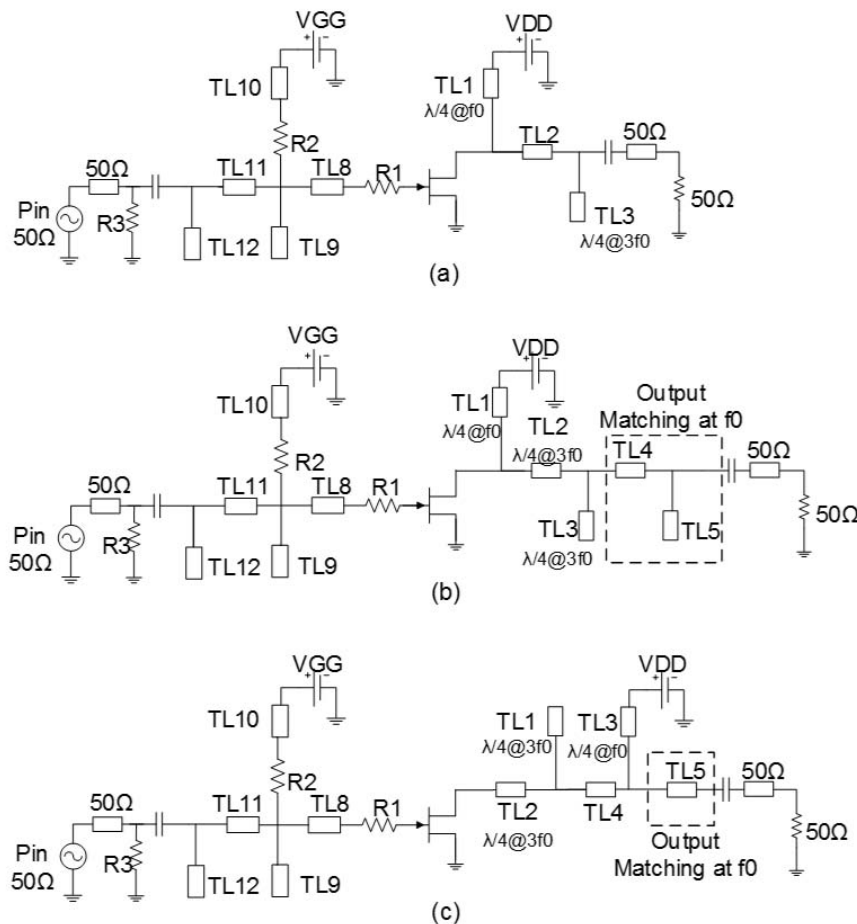 VGG
VDD
TL10
TL1
λ/4@f0
R2
TL2
50Ω
50Ω
TL11
TL8
R1
Pin
50Ω
R3
TL12
TL9
TL3
λ/4@3f0
50Ω
(a)
VGG
VDD
TL10
TL1
λ/4@f0
TL2
λ/4@3f0
Output
Matching at f0
R2
TL4
50Ω
50Ω
TL11
TL8
R1
Pin
50Ω
R3
TL12
TL9
TL3
λ/4@3f0
TL5
50Ω
(b)
VGG
VDD
TL10
TL1
λ/4@3f0
TL3
λ/4@f0
R2
TL5
50Ω
50Ω
TL11
TL8
R1
TL2
λ/4@3f0
TL4
Pin
50Ω
R3
TL12
TL9
Output
Matching at f0
50Ω
(c)